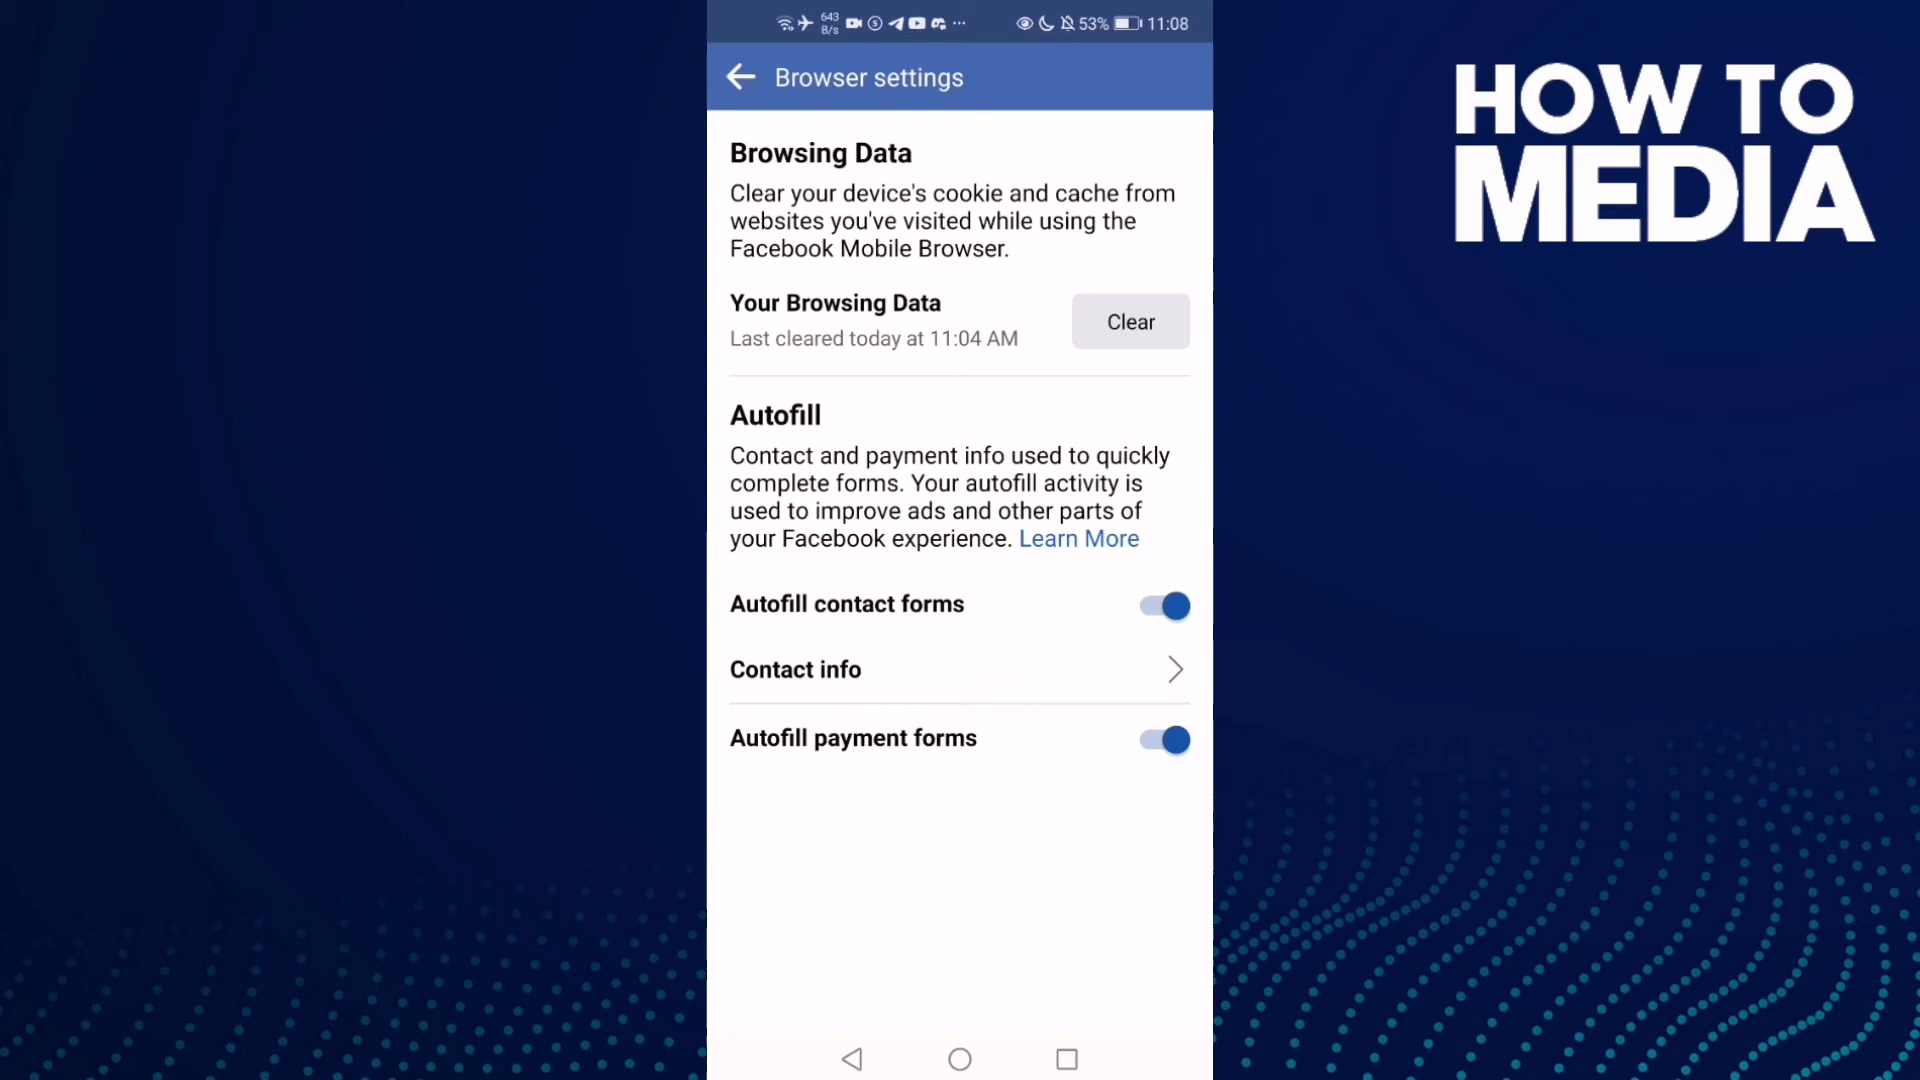 643
B/s
53%
11:08
Browser settings
HOW TO
MEDIA
Browsing Data
Clear your device's cookie and cache from
websites you've visited while using the
Facebook Mobile Browser.
Your Browsing Data
Clear
Last cleared today at 11:04 AM
Autofill
Contact and payment info used to quickly
complete forms. Your autofill activity is
used to improve ads and other parts of
your Facebook experience. Learn More
Autofill contact forms
Contact info
Autofill payment forms